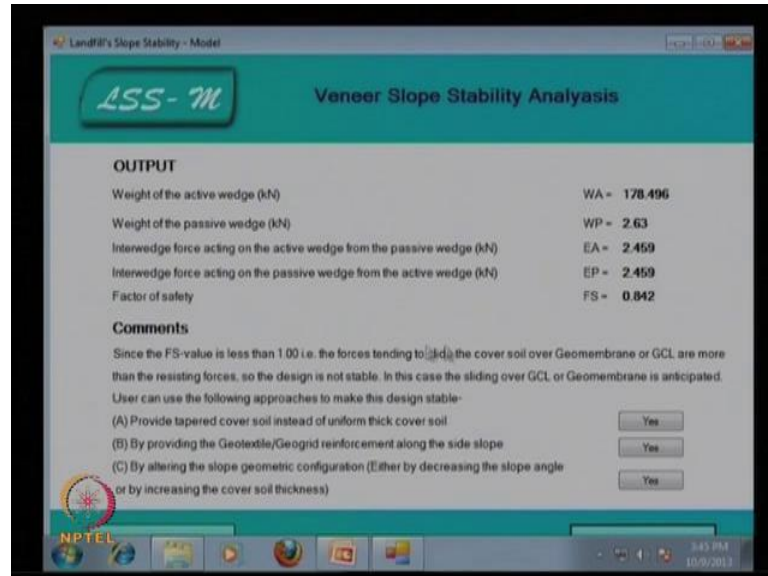 Landfill's Slope Stability - Model
LSS-M
Veneer Slope Stability Analyasis
OUTPUT
Weight of the active wedge (kN) WA = 178.496
Weight of the passive wedge (kN) WP = 2.63
Interwedge force acting on the active wedge from the passive wedge (kN) EA = 2.459
Interwedge force acting on the passive wedge from the active wedge (kN) EP = 2.459
Factor of safety FS = 0.842
Comments
Since the FS-value is less than 1.00 i.e. the forces tending to slide the cover soil over Geomembrane or GCL are more
than the resisting forces, so the design is not stable. In this case the sliding over GCL or Geomembrane is anticipated.
User can use the following approaches to make this design stable-
(A) Provide tapered cover soil instead of uniform thick cover soil Yes
(B) By providing the Geotextile/Geogrid reinforcement along the side slope Yes
(C) By altering the slope geometric configuration (Either by decreasing the slope angle
or by increasing the cover soil thickness) Yes
NPTEL
3:45 PM
10/9/2013